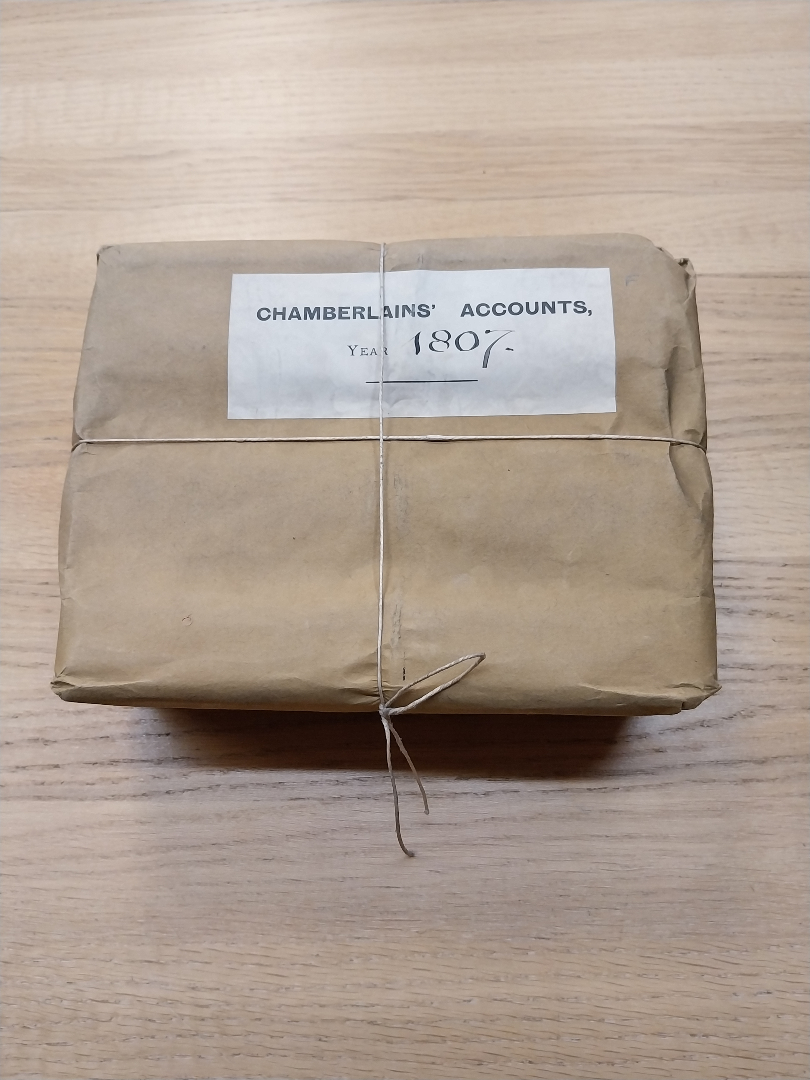 CHAMBERLAINS' ACCOUNTS,
YEAR 1807.